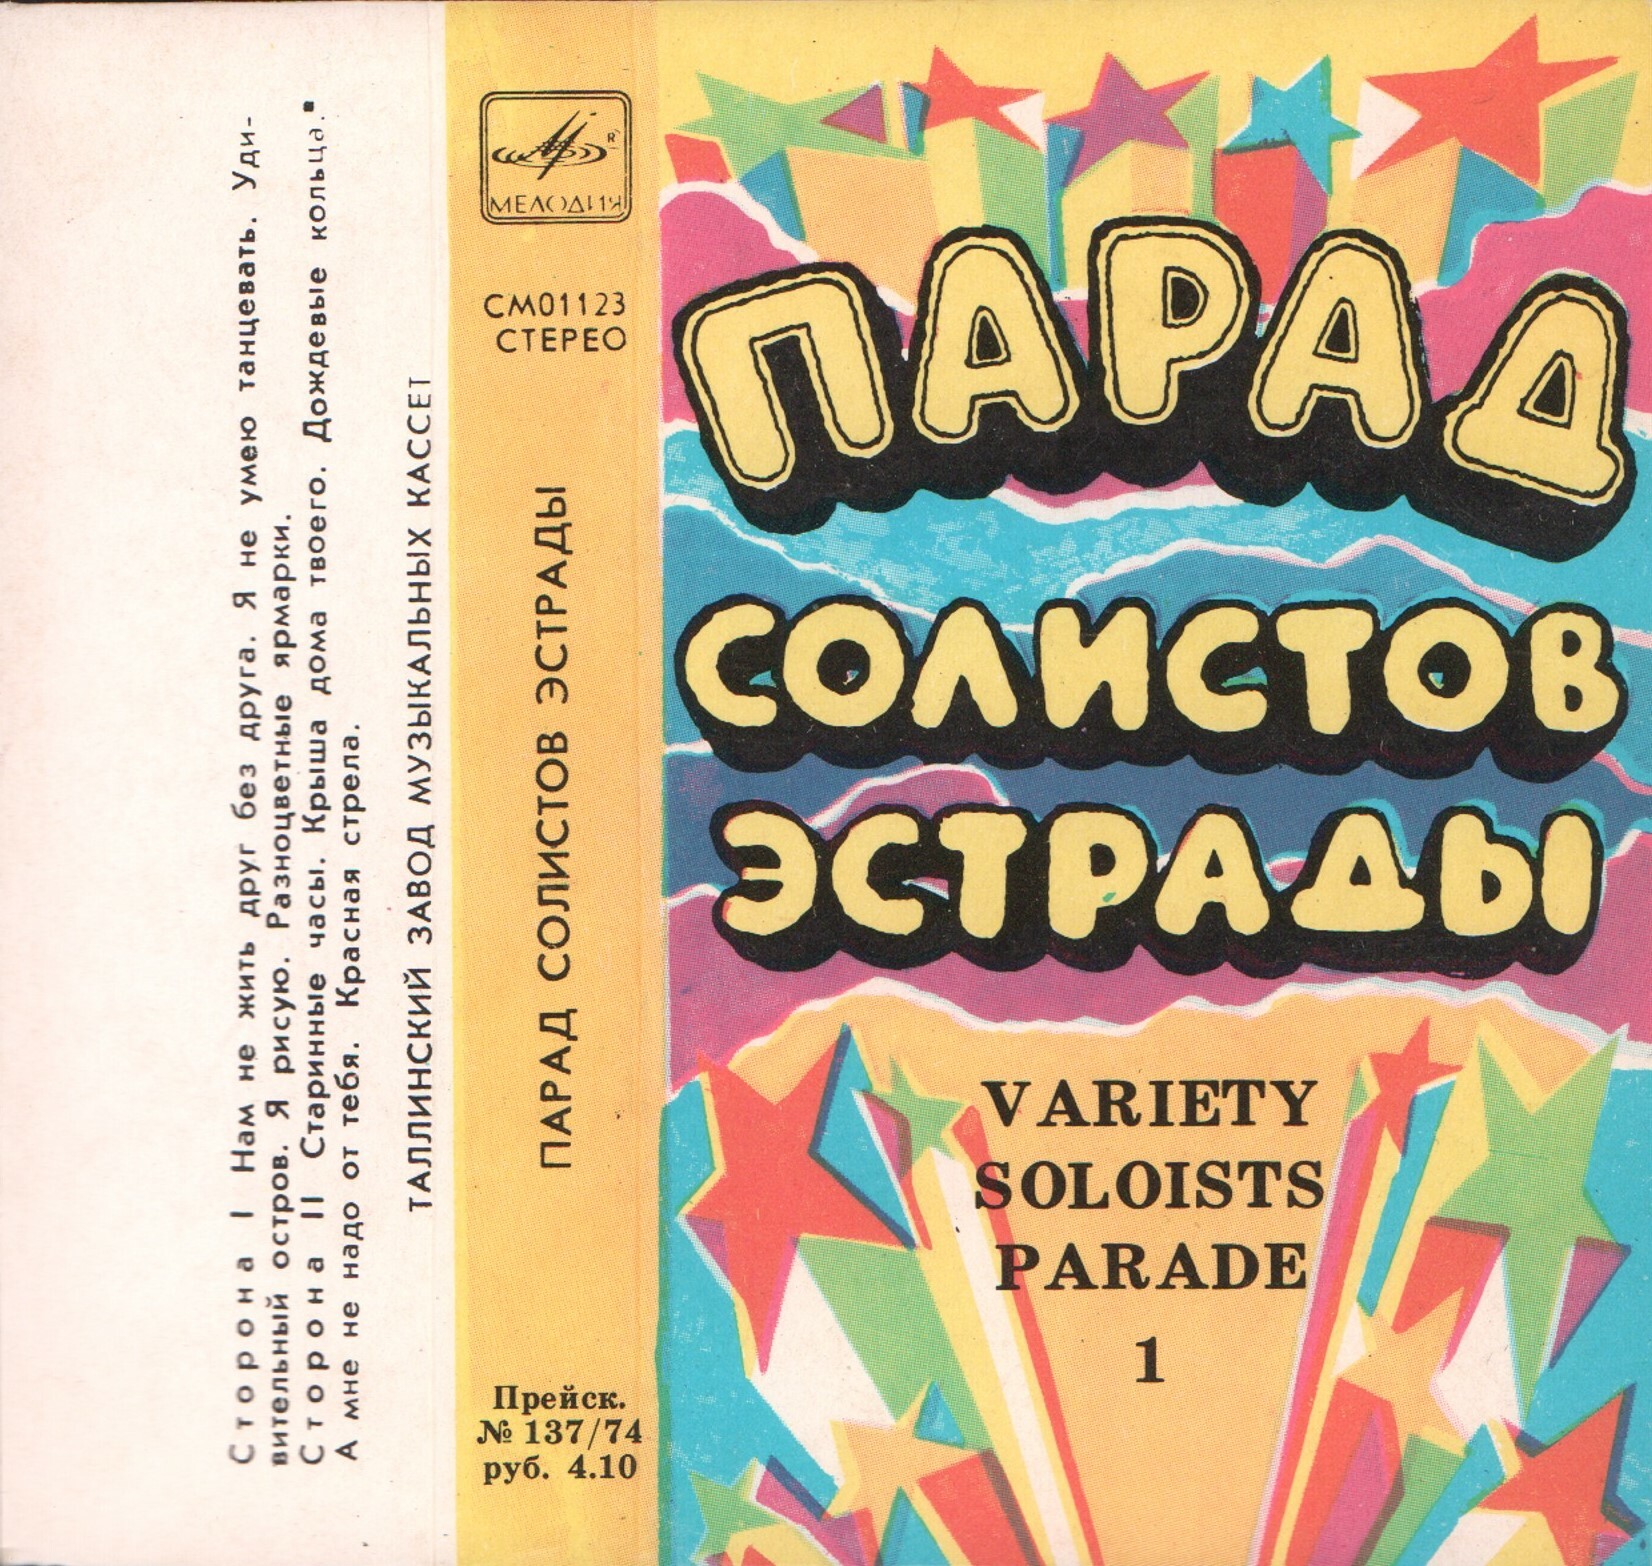 Сторона I Нам не жить друг без друга. Я не умею танцевать. Уди-
вительный остров. Я рисую. Разноцветные ярмарки.
Сторона II Старинные часы. Крыша дома твоего. Дождевые кольца.
А мне не надо от тебя. Красная стрела.
ТАЛЛИНСКИЙ ЗАВОД МУЗЫКАЛЬНЫХ КАССЕТ
МЕЛОДИЯ
R
СМ01123
СТЕРЕО
ПАРАД СОЛИСТОВ ЭСТРАДЫ
Прейск.
№ 137/74
руб. 4.10
ПАРАД
СОЛИСТОВ
ЭСТРАДЫ
VARIETY
SOLOISTS
PARADE
1